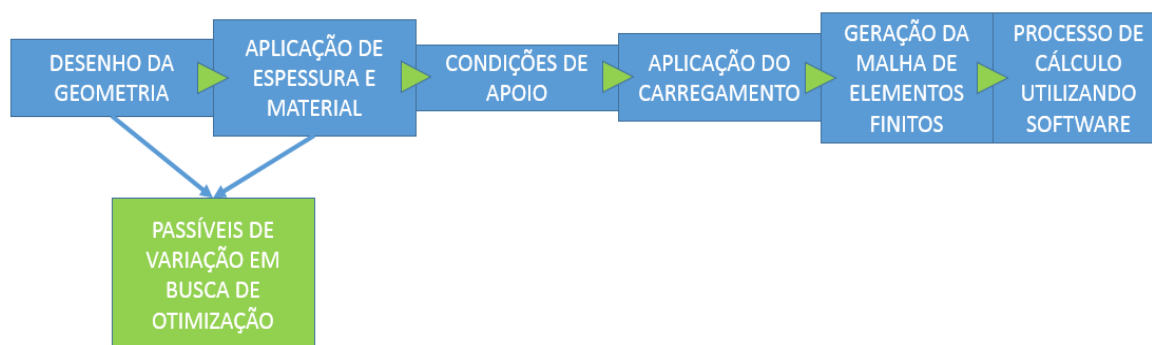 DESENHO DA
GEOMETRIA
APLICAÇÃO DE
ESPESSURA E
MATERIAL
CONDIÇÕES DE
APOIO
APLICAÇÃO DO
CARREGAMENTO
GERAÇÃO DA
MALHA DE
ELEMENTOS
FINITOS
PROCESSO DE
CÁLCULO
UTILIZANDO
SOFTWARE
PASSÍVEIS DE
VARIAÇÃO EM
BUSCA DE
OTIMIZAÇÃO